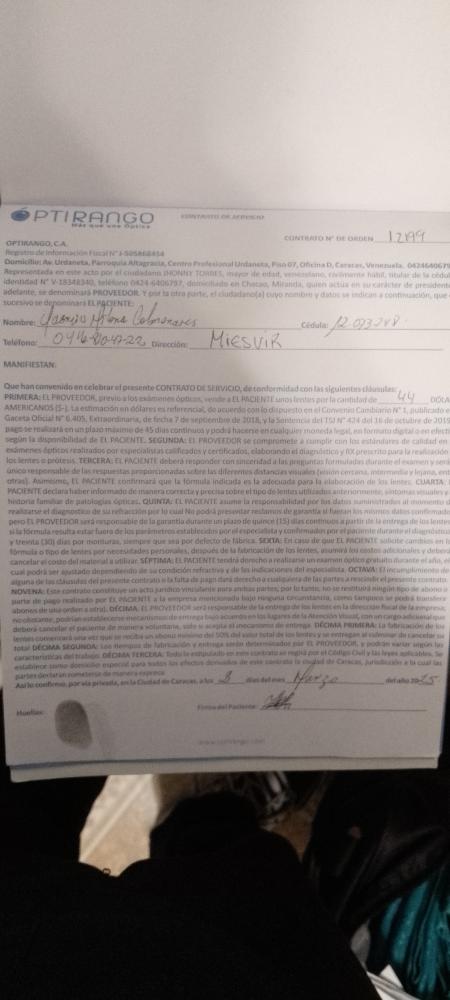 OPTIRANGO
Más que una Óptica
CONTRATO DE SERVICIO
CONTRATO DE N° ORDEN 12199
OPTIRANGO, C.A.
Registro de Información Fiscal N° J-505868454
Domicilio: Av. Urdaneta, Parroquia Altagracia, Centro Profesional Urdaneta, Piso 07, Oficina D, Caracas, Venezuela. 0424640679
Representada en este acto por el ciudadano JHONNY TORRES, mayor de edad, venezolano, civilmente hábil, titular de la cédul
identidad N° V-18348340, teléfono 0424-6406797, domiciliado en Chacao, Miranda, quien actúa en su carácter de president
adelante, se denominará PROVEEDOR. Y por la otra parte, el ciudadano(a) cuyo nombre y datos se indican a continuación, que
sucesivo se denominará EL PACIENTE:
Nombre: Colmenares Cédula: 12.073248
Teléfono: Dirección: MIESVIR
MANIFIESTAN:
Que han convenido en celebrar el presente CONTRATO DE SERVICIO, de conformidad con las siguientes cláusulas:
PRIMERA: EL PROVEEDOR, previo a los exámenes ópticos, vende a EL PACIENTE unos lentes por la cantidad de 44 DÓLA
AMERICANOS ($-). La estimación en dólares es referencial, de acuerdo con lo dispuesto en el Convenio Cambiario N° 1, publicado e
Gaceta Oficial N° 6.405, Extraordinaria, de fecha 7 de septiembre de 2018, y la Sentencia del TSJ N° 424 del 16 de octubre de 2019
pago se realizará en un plazo máximo de 45 días continuos y podrá hacerse en cualquier moneda legal, en formato digital o en efect
según la disponibilidad de EL PACIENTE. SEGUNDA: EL PROVEEDOR se compromete a cumplir con los estándares de calidad en
exámenes ópticos realizados por especialistas calificados y certificados, elaborando el diagnóstico y RX prescrito para la realización
los lentes o prótesis. TERCERA: EL PACIENTE deberá responder con sinceridad a las preguntas formuladas durante el examen y será
único responsable de las respuestas proporcionadas sobre las diferentes distancias visuales (visión cercana, intermedia y lejana, ent
otras). Asimismo, EL PACIENTE confirmará que la fórmula indicada es la adecuada para la elaboración de los lentes. CUARTA:
PACIENTE declara haber informado de manera correcta y precisa sobre el tipo de lentes utilizados anteriormente, síntomas visuales y
historia familiar de patologías ópticas. QUINTA: EL PACIENTE asume la responsabilidad por los datos suministrados al momento d
realizarse el diagnostico de su refracción por lo cual No podrá presentar reclamos de garantía si fueron los mismos datos confirmado
pero EL PROVEEDOR será responsable de la garantía durante un plazo de quince (15) días continuos a partir de la entrega de los lente
si la fórmula resulta estar fuera de los parámetros establecidos por el especialista y confirmados por el paciente durante el diagnóstic
y treinta (30) días por monturas, siempre que sea por defecto de fábrica. SEXTA: En caso de que EL PACIENTE solicite cambios en l
fórmula o tipo de lentes por necesidades personales, después de la fabricación de los lentes, asumirá los costos adicionales y deberá
cancelar el costo del material a utilizar. SÉPTIMA: EL PACIENTE tendrá derecho a realizarse un examen óptico gratuito durante el año, e
cual podrá ser ajustado dependiendo de su condición refractiva y de las indicaciones del especialista. OCTAVA: El incumplimiento de
alguna de las cláusulas del presente contrato o la falta de pago dará derecho a cualquiera de las partes a rescindir el presente contrato.
NOVENA: Este contrato constituye un acto jurídico vinculante para ambas partes; por lo tanto, no se restituirá ningún tipo de abono o
parte de pago realizado por EL PACIENTE a la empresa mencionada bajo ninguna circunstancia, como tampoco se podrá transferir
abonos de una orden a otra). DÉCIMA: EL PROVEEDOR será responsable de la entrega de los lentes en la dirección fiscal de la empresa;
no obstante, podrían establecerse mecanismos de entrega bajo acuerdo en los lugares de la Atención Visual, con un cargo adicional que
deberá cancelar el paciente de manera voluntaria, solo si acepta el mecanismo de entrega. DÉCIMA PRIMERA: La fabricación de los
lentes comenzará una vez que se reciba un abono mínimo del 50% del valor total de los lentes y se entregan al culminar de cancelar su
total DÉCIMA SEGUNDA: Los tiempos de fabricación y entrega serán determinados por EL PROVEEDOR, y podrán variar según las
características del trabajo. DÉCIMA TERCERA: Todo lo estipulado en este contrato se regirá por el Código Civil y las leyes aplicables. Se
establece como domicilio especial para todos los efectos derivados de este contrato la ciudad de Caracas, jurisdicción a la cual las
partes declaran someterse de manera expresa.
Así lo confirmo, por vía privada, en la Ciudad de Caracas, a los 8 días del mes Marzo del año 2025
Huellas: Firma del Paciente:
www.optirango.com